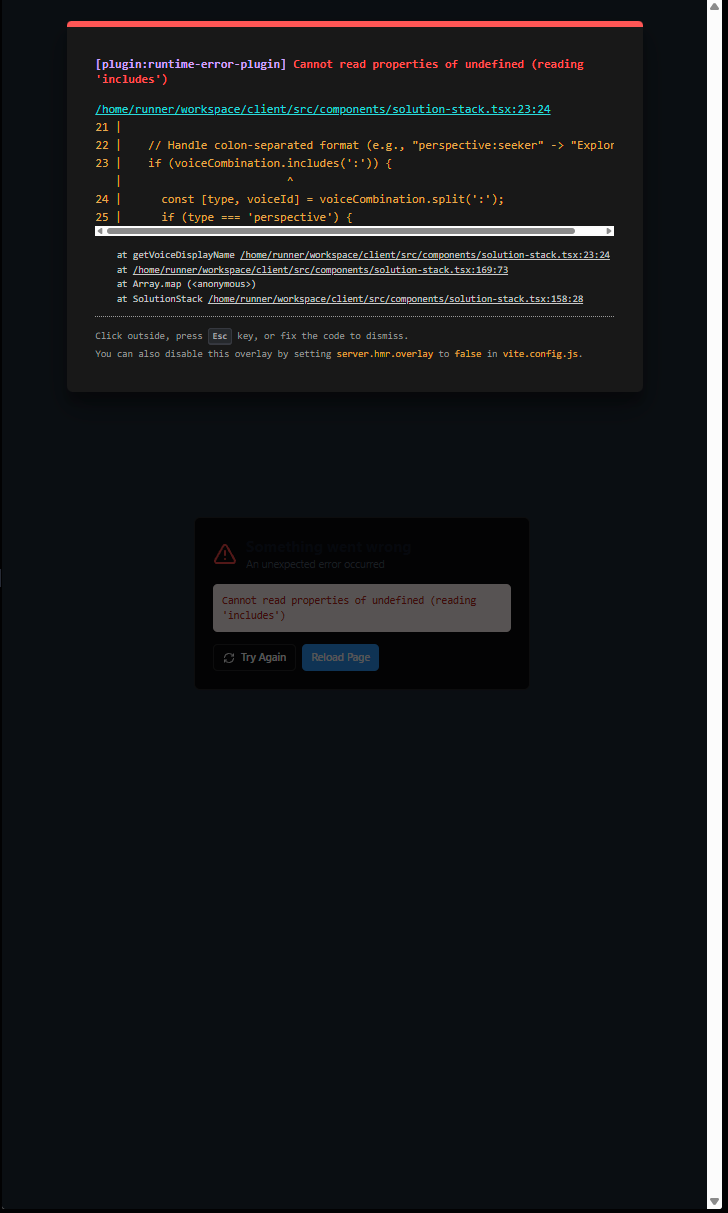 [plugin:runtime-error-plugin] Cannot read properties of undefined (reading
'includes')
/home/runner/workspace/client/src/components/solution-stack.tsx:23:24
21 |
22 |    // Handle colon-separated format (e.g., "perspective:seeker" -> "Explor
23 |    if (voiceCombination.includes(':')) {
   |                         ^
24 |      const [type, voiceId] = voiceCombination.split(':');
25 |      if (type === 'perspective') {
at getVoiceDisplayName /home/runner/workspace/client/src/components/solution-stack.tsx:23:24
at /home/runner/workspace/client/src/components/solution-stack.tsx:169:73
at Array.map (<anonymous>)
at SolutionStack /home/runner/workspace/client/src/components/solution-stack.tsx:158:28
Click outside, press Esc key, or fix the code to dismiss.
You can also disable this overlay by setting server.hmr.overlay to false in vite.config.js.
Something went wrong
An unexpected error occurred
Cannot read properties of undefined (reading
'includes')
Try Again
Reload Page